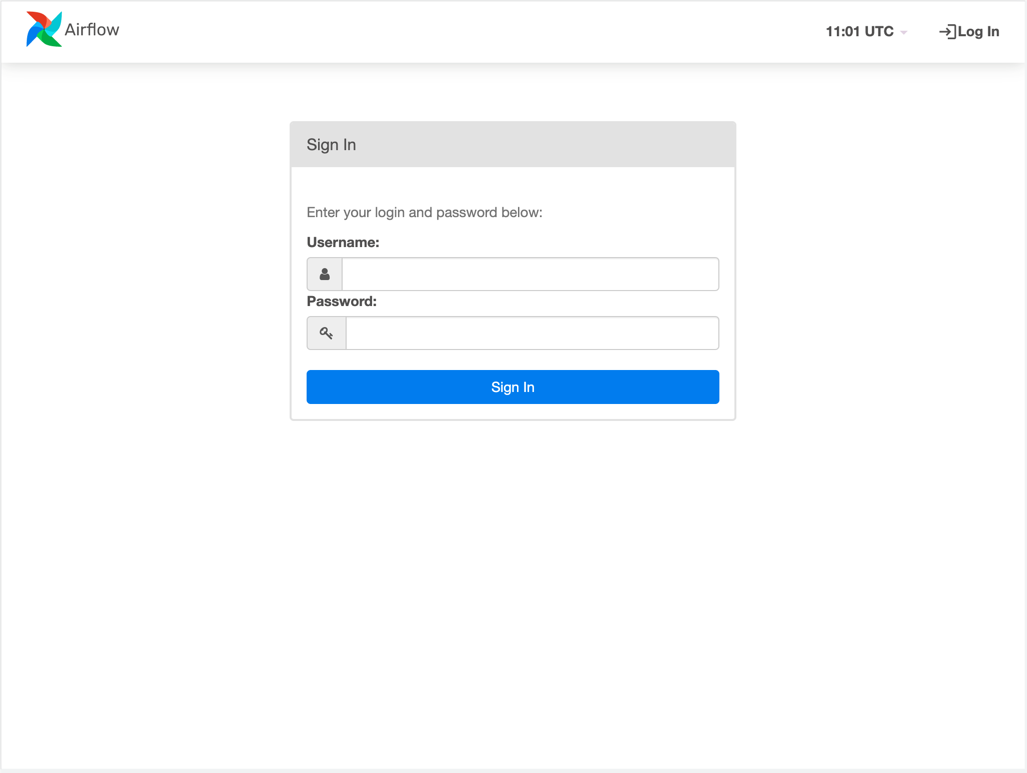 Airflow
11:01 UTC
Log In
Sign In
Enter your login and password below:
Username:
Password:
Sign In